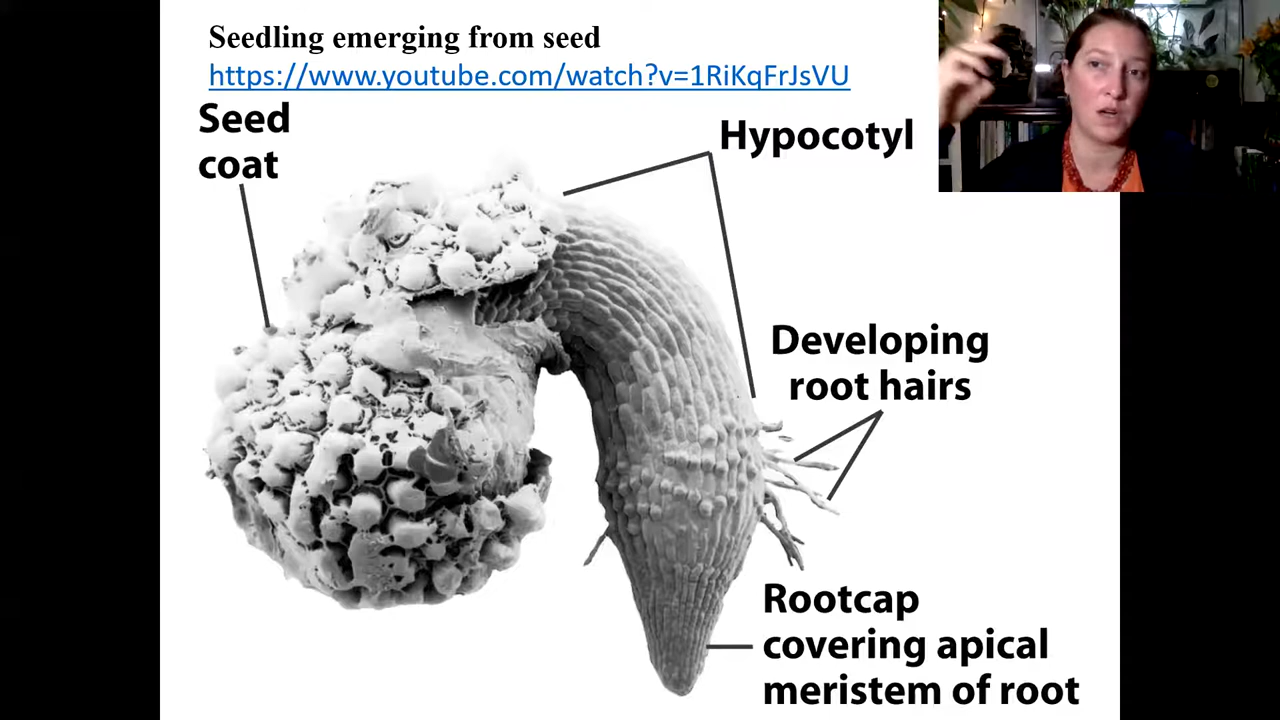 Seedling emerging from seed
https://www.youtube.com/watch?v=1RiKqFrJsVU
Seed
coat
Hypocotyl
Developing
root hairs
Rootcap
covering apical
meristem of root